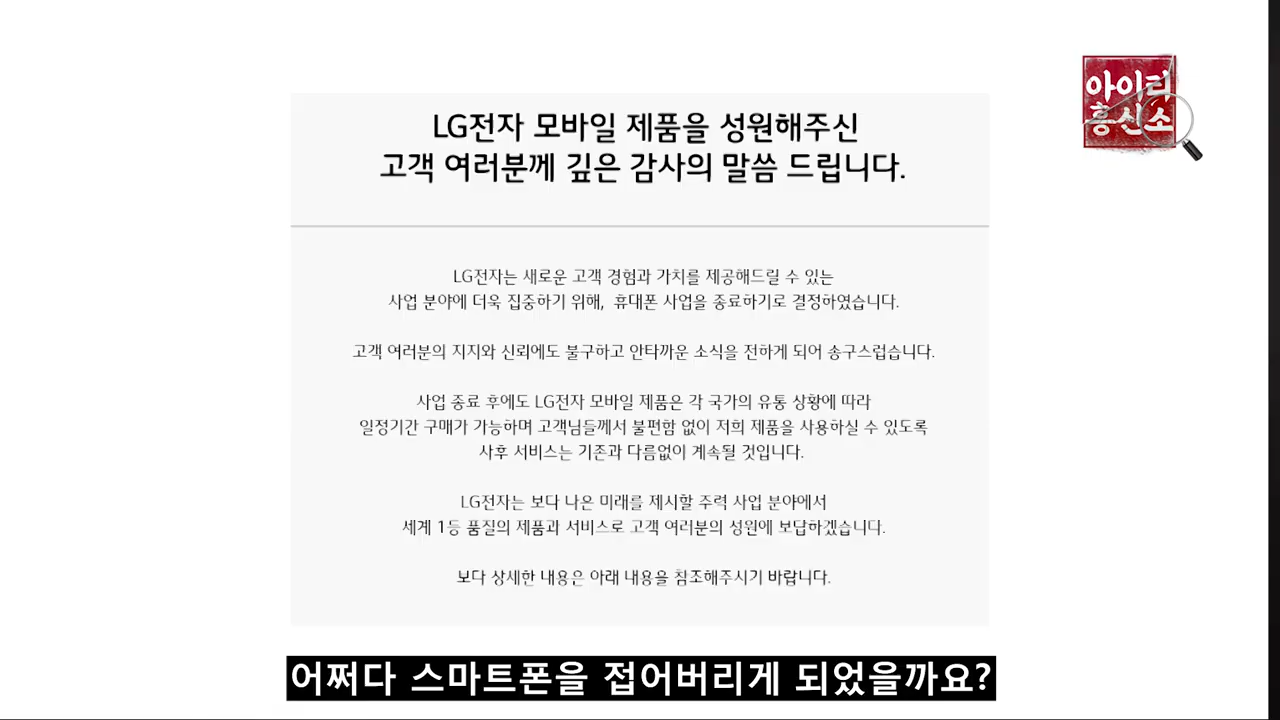 아이티
흥신소
LG전자 모바일 제품을 성원해주신
고객 여러분께 깊은 감사의 말씀 드립니다.
LG전자는 새로운 고객 경험과 가치를 제공해드릴 수 있는
사업 분야에 더욱 집중하기 위해, 휴대폰 사업을 종료하기로 결정하였습니다.
고객 여러분의 지지와 신뢰에도 불구하고 안타까운 소식을 전하게 되어 송구스럽습니다.
사업 종료 후에도 LG전자 모바일 제품은 각 국가의 유통 상황에 따라
일정기간 구매가 가능하며 고객님들께서 불편함 없이 저희 제품을 사용하실 수 있도록
사후 서비스는 기존과 다름없이 계속될 것입니다.
LG전자는 보다 나은 미래를 제시할 주력 사업 분야에서
세계 1등 품질의 제품과 서비스로 고객 여러분의 성원에 보답하겠습니다.
보다 상세한 내용은 아래 내용을 참조해주시기 바랍니다.
어쩌다 스마트폰을 접어버리게 되었을까요?